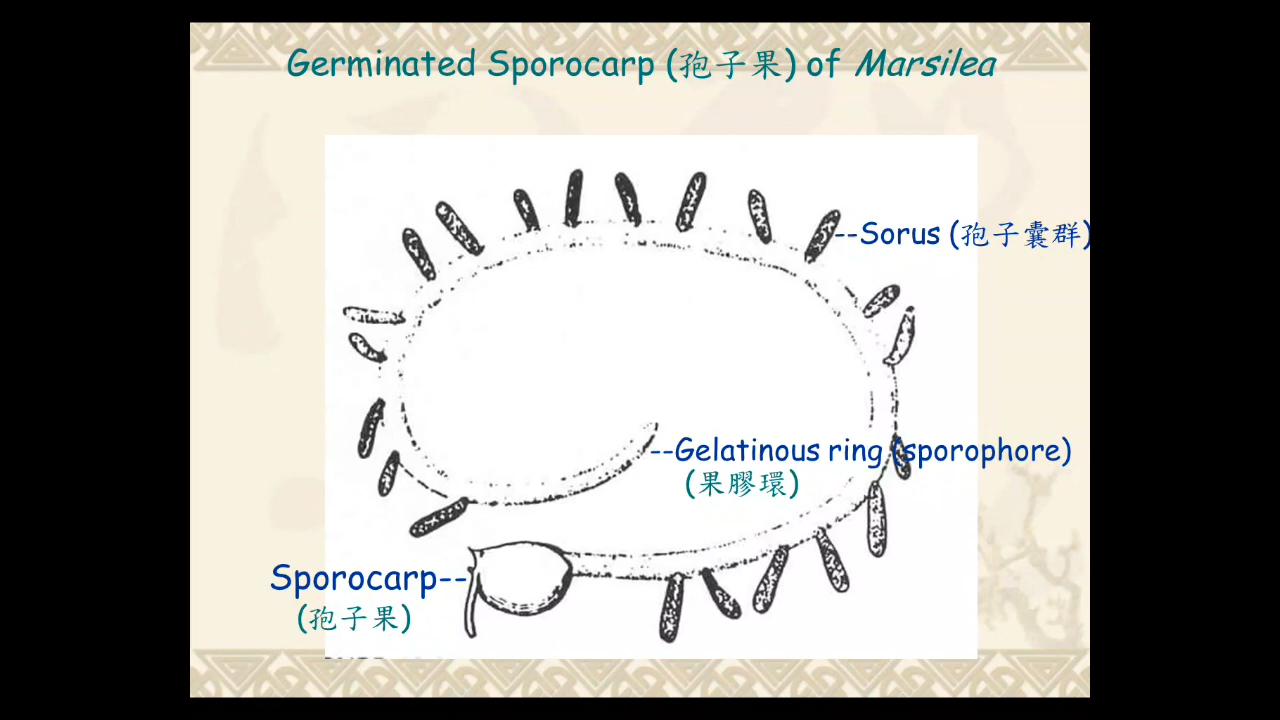 Germinated Sporocarp (孢子果) of Marsilea
--Sorus (孢子囊群)
--Gelatinous ring (sporophore)
(果膠環)
Sporocarp--
(孢子果)